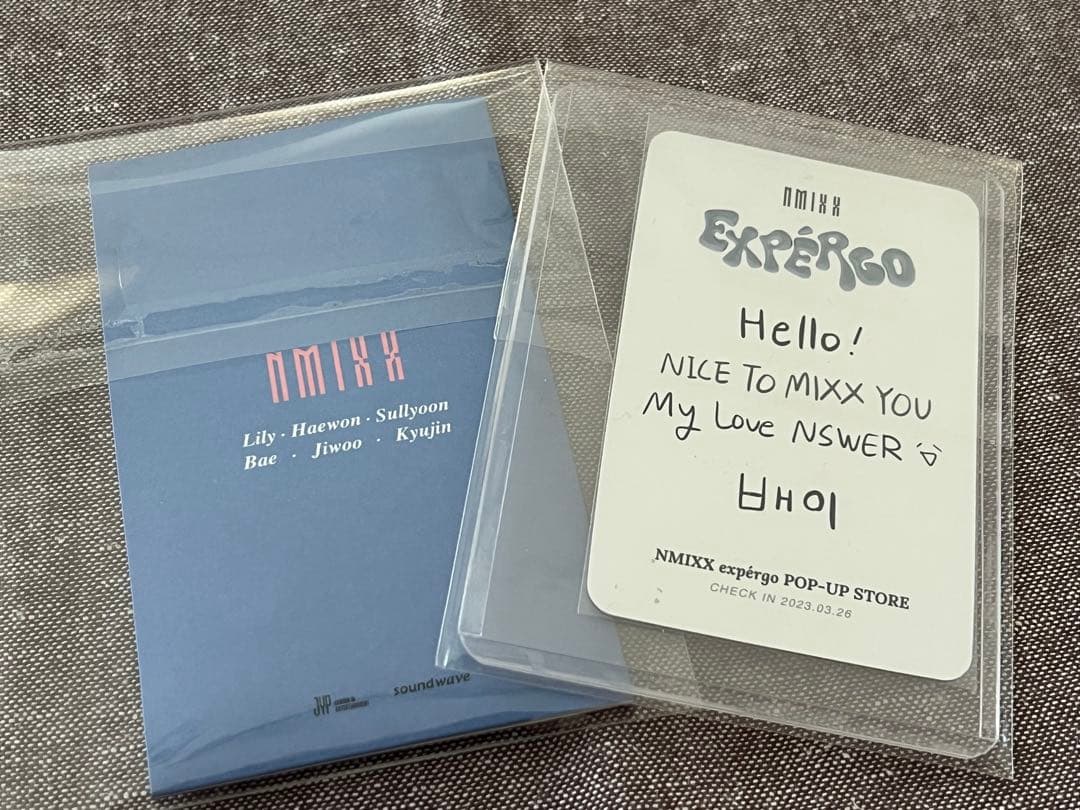 NMIXX
Lily · Haewon · Sullyoon
Bae · Jiwoo · Kyujin
JYP
soundwave
NMIXX
EXPÉRGO
Hello!
NICE TO MIXX YOU
My Love NSWER
배이
NMIXX expérgo POP-UP STORE
CHECK IN 2023.03.26